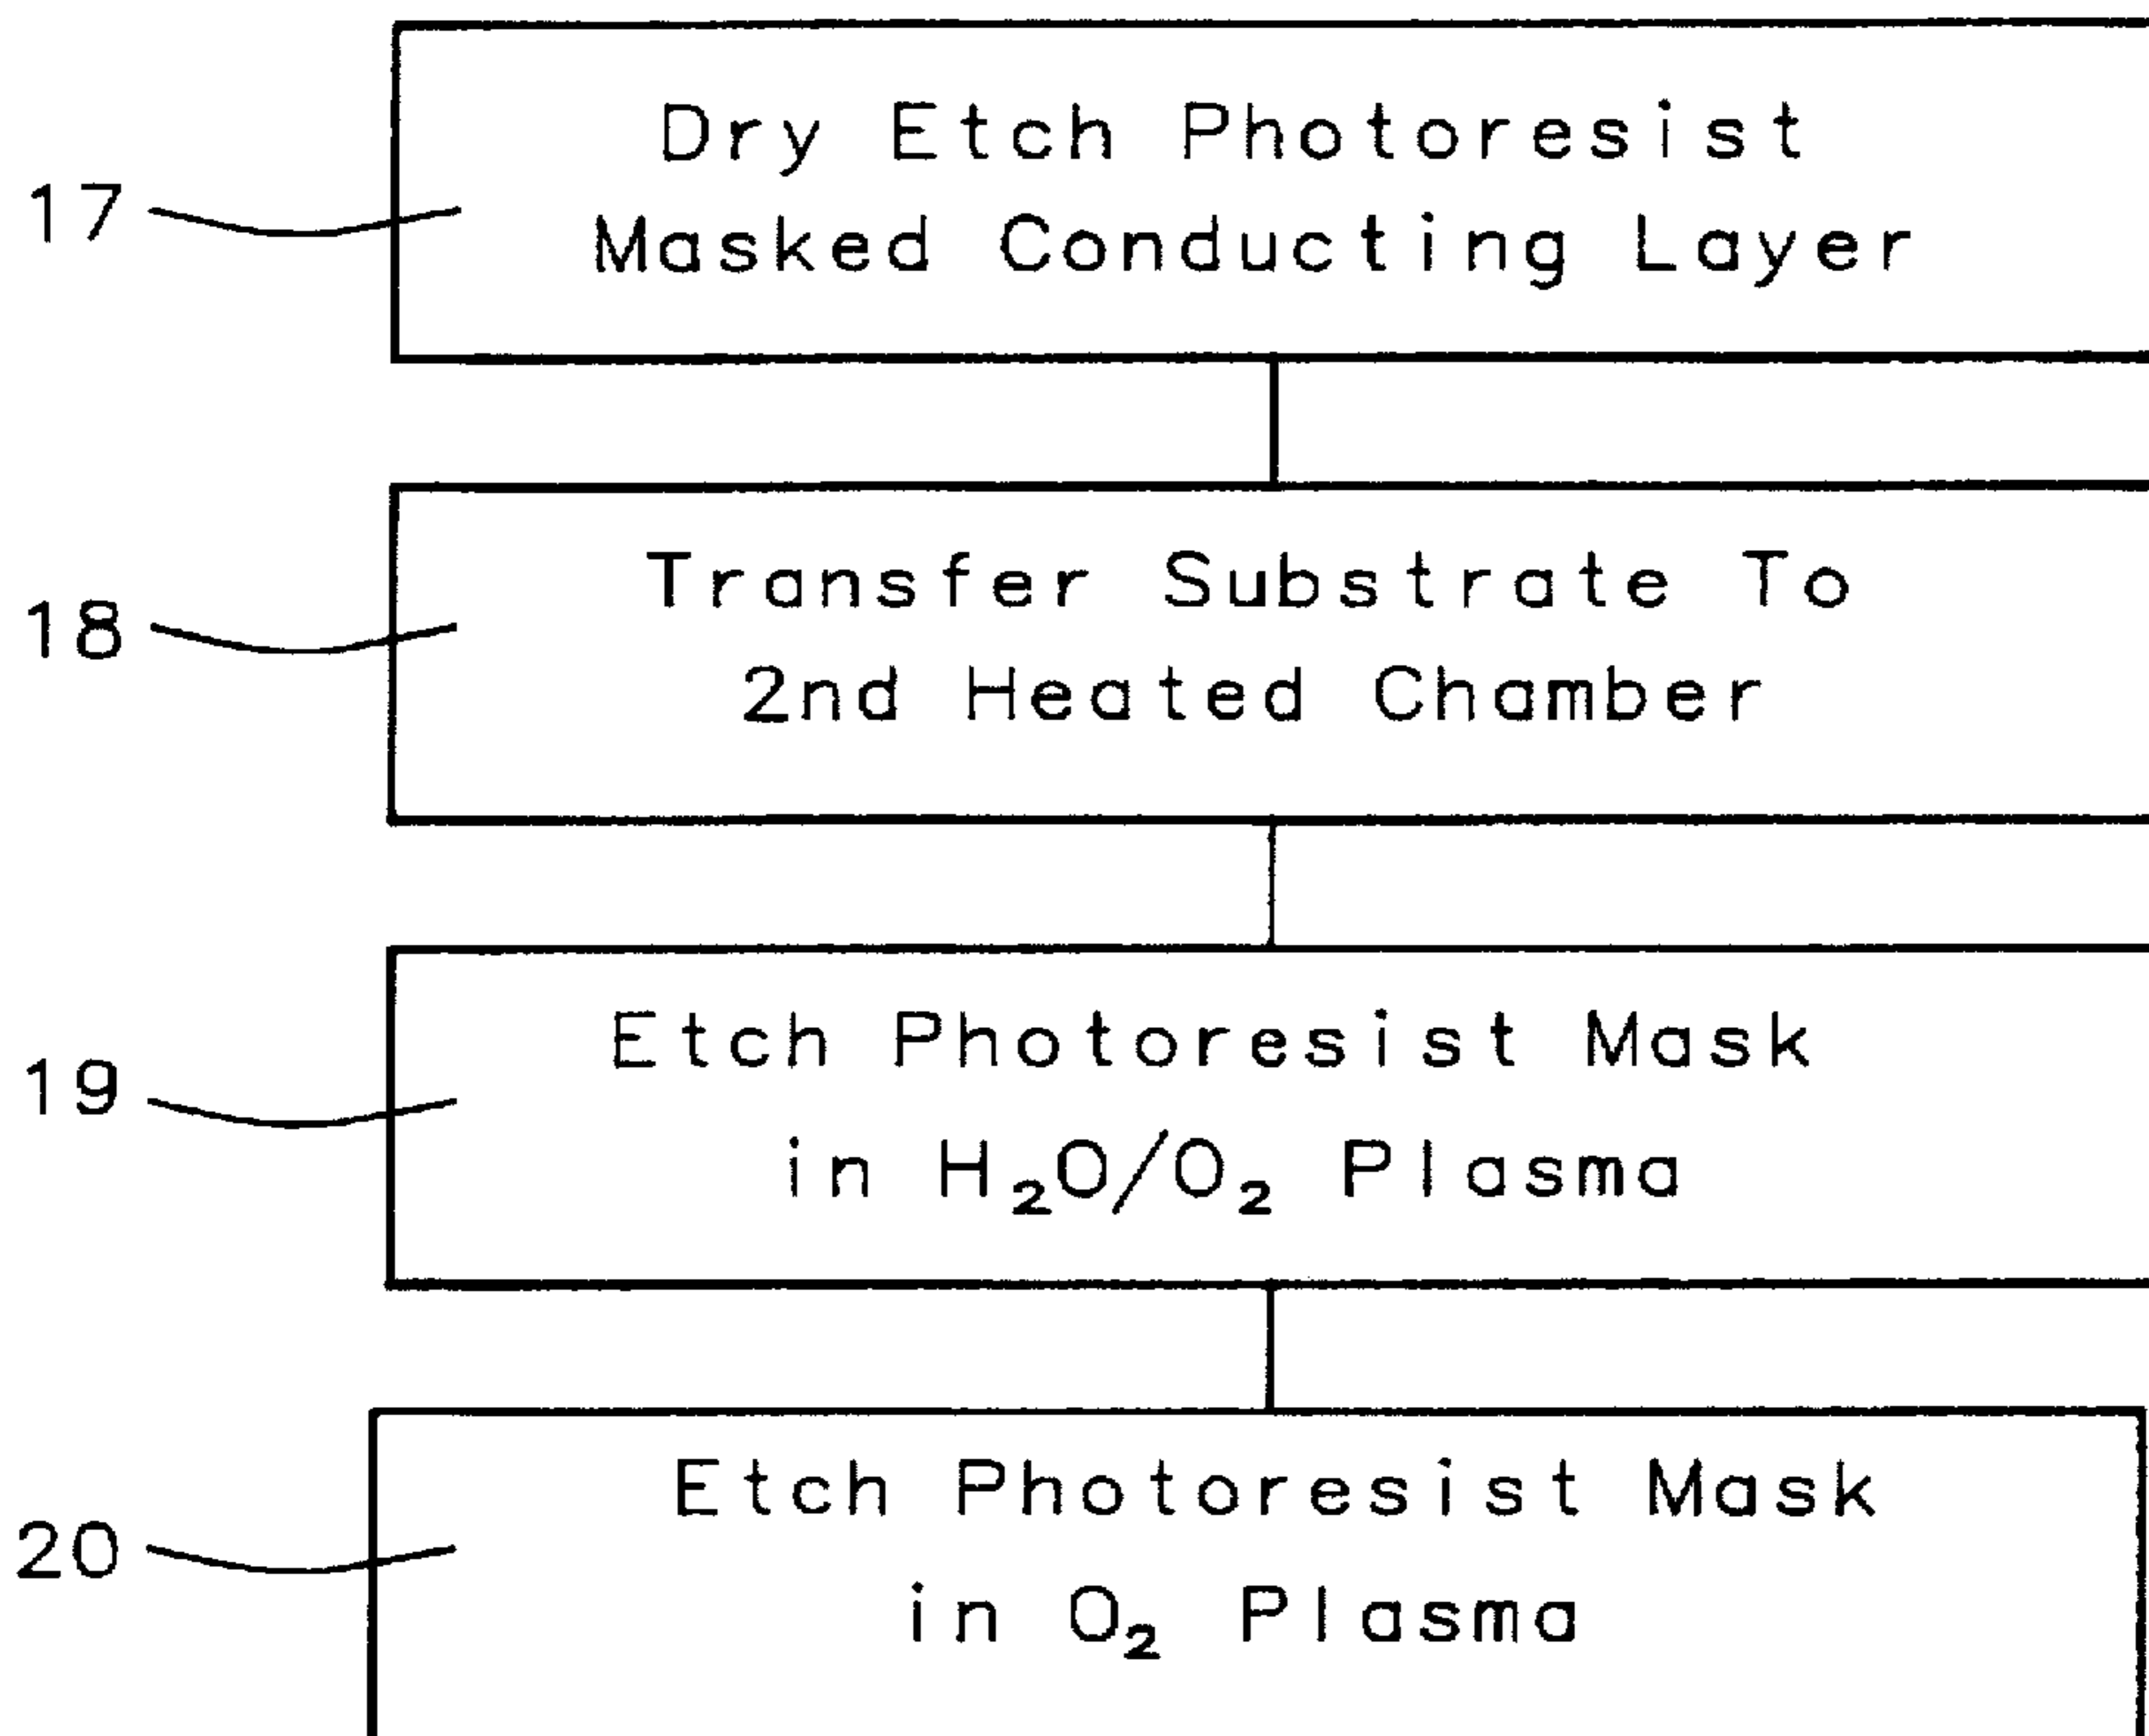 Dry Etch Photoresist
Masked Conducting Layer
17
Transfer Substrate To
2nd Heated Chamber
18
Etch Photoresist Mask
in H₂O/O₂ Plasma
19
Etch Photoresist Mask
in O₂ Plasma
20